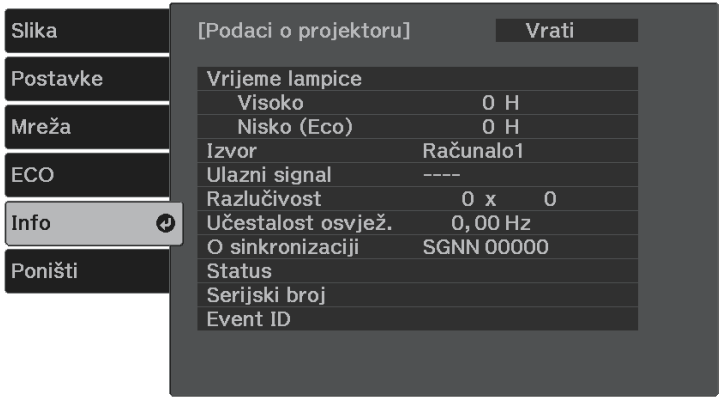 Slika
Postavke
Mreža
ECO
Info
Poništi
[Podaci o projektoru] Vrati
Vrijeme lampice
Visoko 0 H
Nisko (Eco) 0 H
Izvor Računalo1
Ulazni signal ----
Razlučivost 0 x 0
Učestalost osvjež. 0,00 Hz
O sinkronizaciji SGNN 00000
Status
Serijski broj
Event ID